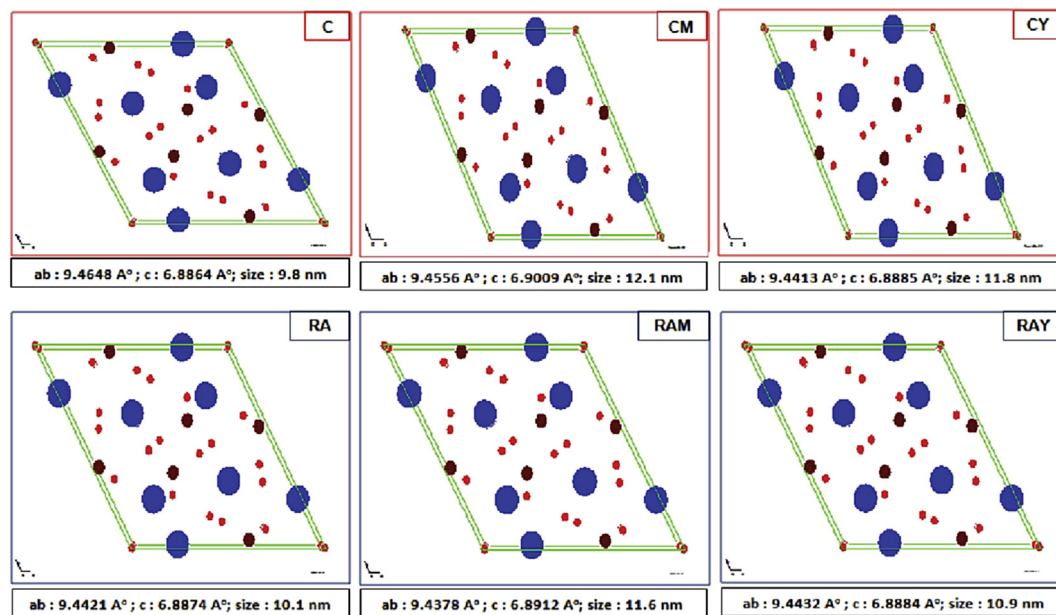 C
CM
CY
ab : 9.4648 A° ; c : 6.8864 A°; size : 9.8 nm
ab : 9.4556 A° ; c : 6.9009 A°; size : 12.1 nm
ab : 9.4413 A° ; c : 6.8885 A°; size : 11.8 nm
RA
RAM
RAY
ab : 9.4421 A° ; c : 6.8874 A°; size : 10.1 nm
ab : 9.4378 A° ; c : 6.8912 A°; size : 11.6 nm
ab : 9.4432 A° ; c : 6.8884 A°; size : 10.9 nm